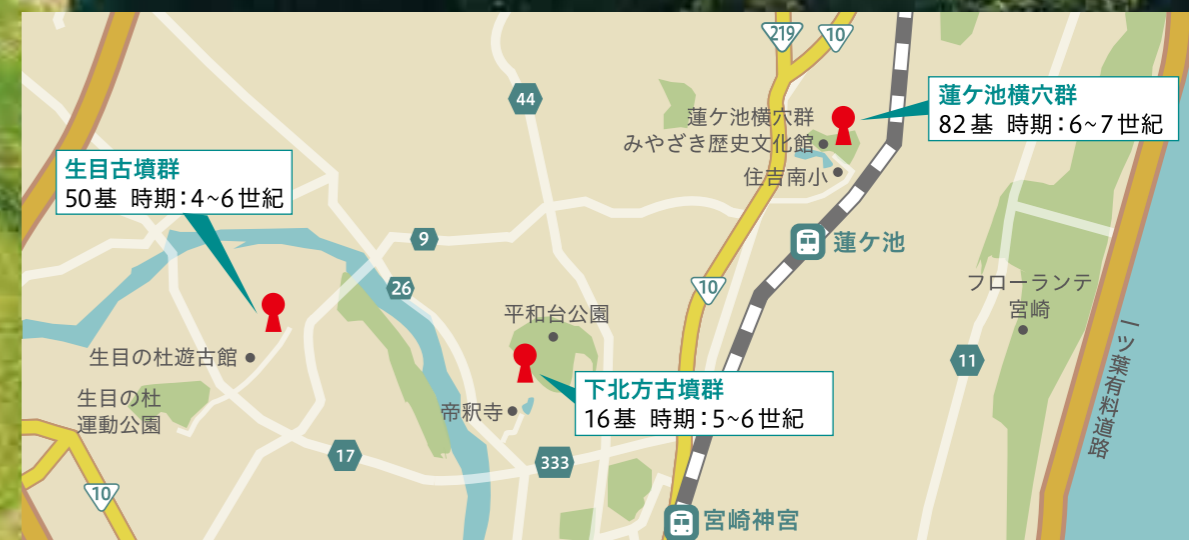 219
10
44
蓮ケ池横穴群
みやざき歴史文化館
住吉南小
蓮ケ池横穴群
82基 時期：6~7世紀
生目古墳群
50基 時期：4~6世紀
9
26
蓮ケ池
10
フローランテ
宮崎
平和台公園
生目の杜遊古館
生目の杜
運動公園
帝釈寺
下北方古墳群
16基 時期：5~6世紀
11
一ツ葉有料道路
17
333
10
宮崎神宮